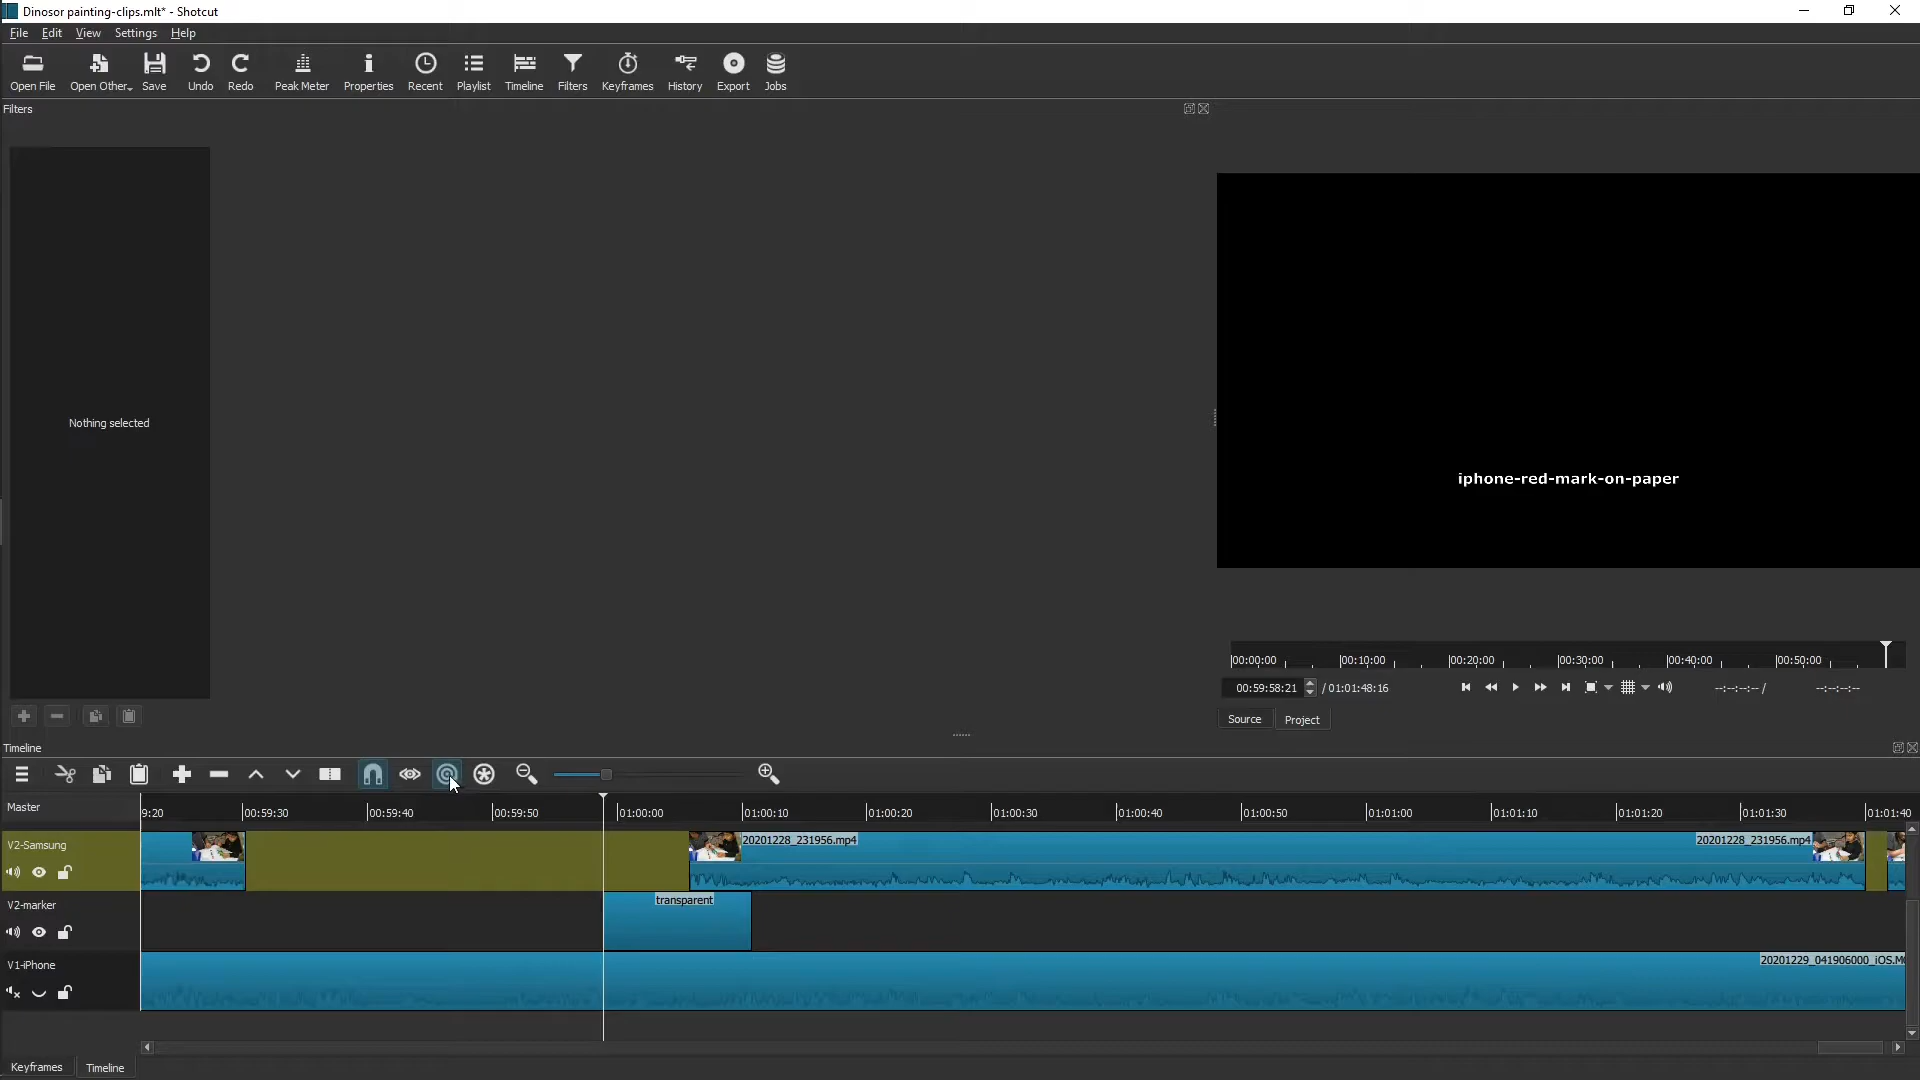 Dinosor painting-clips.mlt* - Shotcut
File Edit View Settings Help
Open File Open Other Save Undo Redo Peak Meter Properties Recent Playlist Timeline Filters Keyframes History Export Jobs
Filters
Nothing selected
iphone-red-mark-on-paper
00:00:00 00:10:00 00:20:00 00:30:00 00:40:00 00:50:00
00:59:58:21 / 01:01:48:16 --:--:--:-- / --:--:--:--
Source Project
Timeline
Master
9:20 00:59:30 00:59:40 00:59:50 01:00:00 01:00:10 01:00:20 01:00:30 01:00:40 01:00:50 01:01:00 01:01:10 01:01:20 01:01:30 01:01:40
V2-Samsung
20201228_231956.mp4 20201228_231956.mp4
V2-marker
transparent
V1-iPhone
20201229_041906000_iOS.MO
Keyframes Timeline